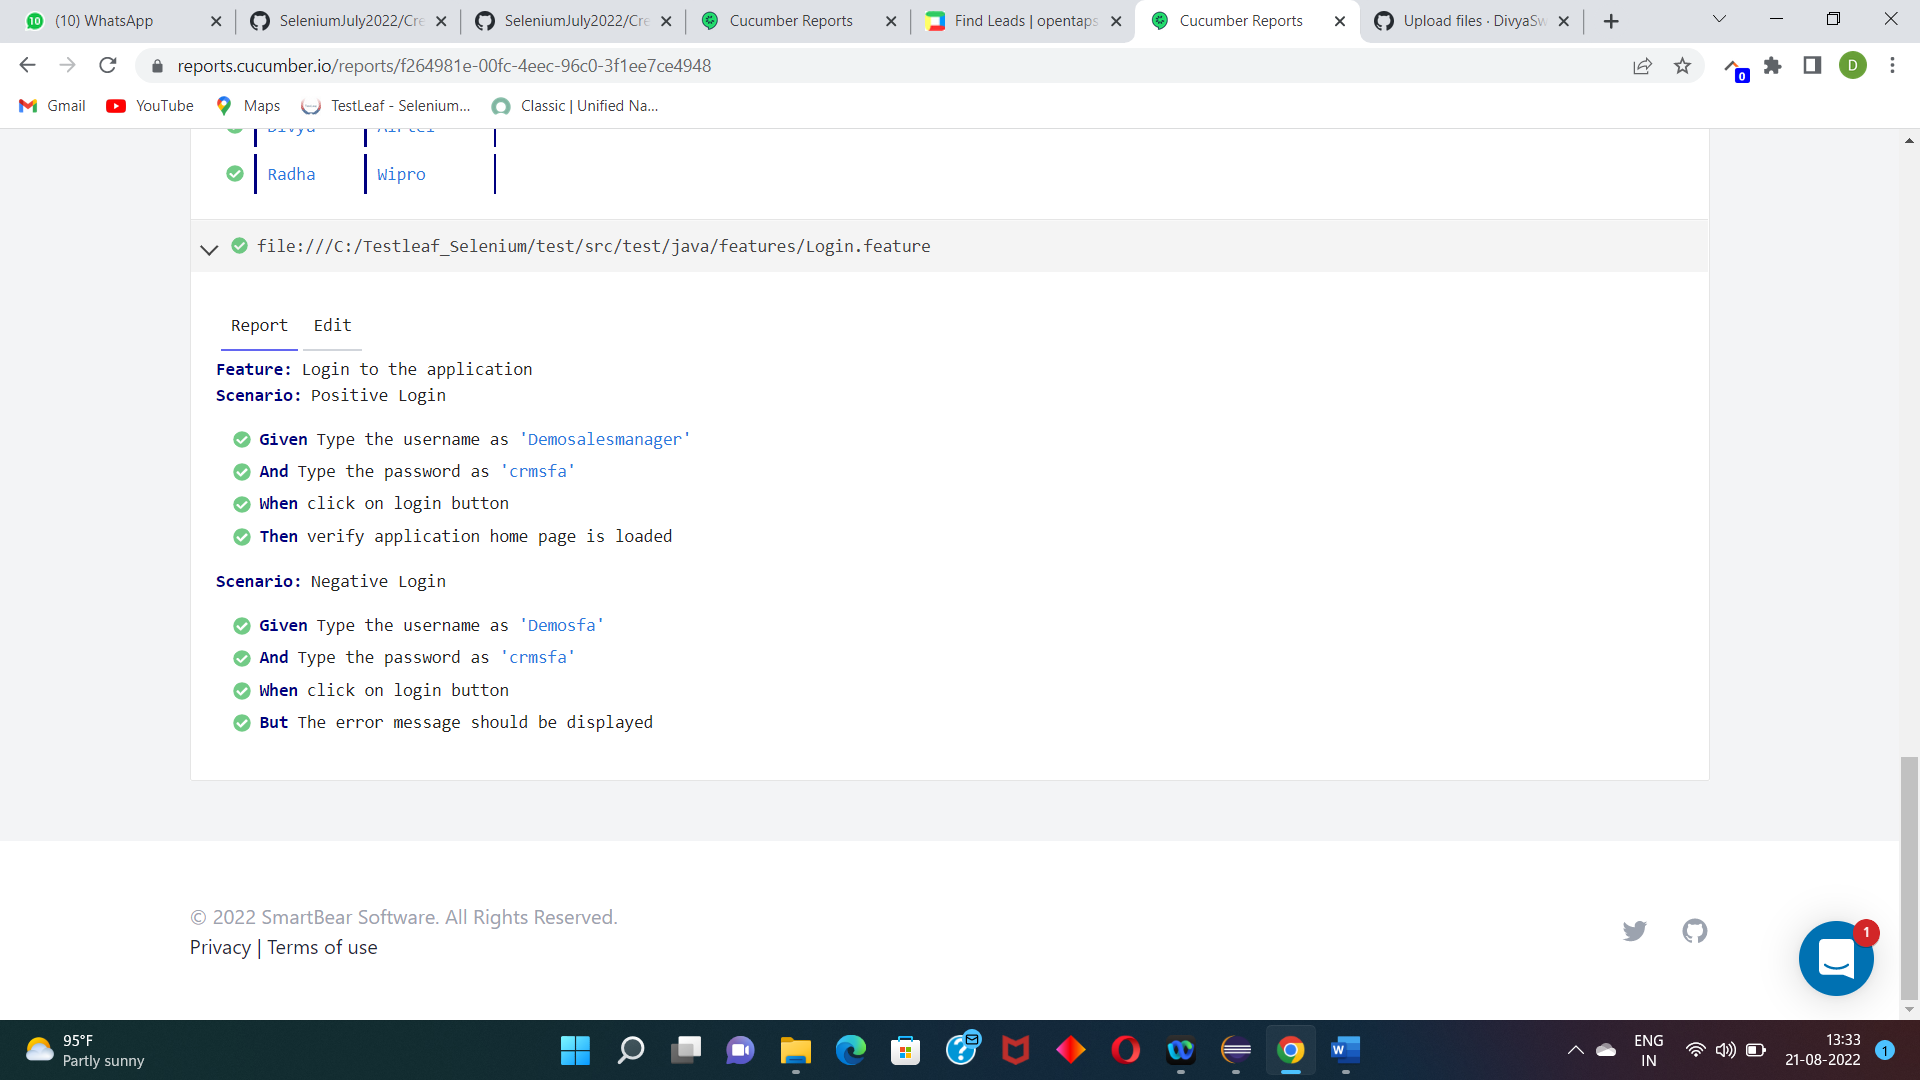 (10) WhatsApp
SeleniumJuly2022/Cre
SeleniumJuly2022/Cre
Cucumber Reports
Find Leads | opentaps
Cucumber Reports
Upload files · DivyaSw
reports.cucumber.io/reports/f264981e-00fc-4eec-96c0-3f1ee7ce4948
0
D
Gmail
YouTube
Maps
TestLeaf - Selenium...
Classic | Unified Na...
Divya Airtel
Radha Wipro
file:///C:/Testleaf_Selenium/test/src/test/java/features/Login.feature
Report Edit
Feature: Login to the application
Scenario: Positive Login
Given Type the username as 'Demosalesmanager'
And Type the password as 'crmsfa'
When click on login button
Then verify application home page is loaded
Scenario: Negative Login
Given Type the username as 'Demosfa'
And Type the password as 'crmsfa'
When click on login button
But The error message should be displayed
© 2022 SmartBear Software. All Rights Reserved.
Privacy | Terms of use
1
95°F
Partly sunny
ENG
IN
13:33
21-08-2022
1